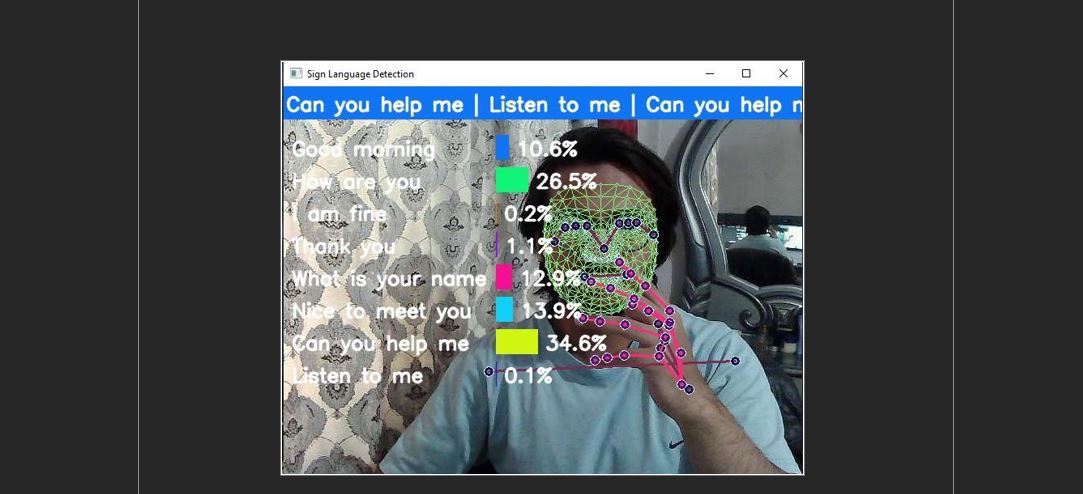 Sign Language Detection
Can you help me | Listen to me | Can you help m
Good morning 10.6%
How are you 26.5%
I am fine 0.2%
Thank you 1.1%
What is your name 12.9%
Nice to meet you 13.9%
Can you help me 34.6%
Listen to me 0.1%